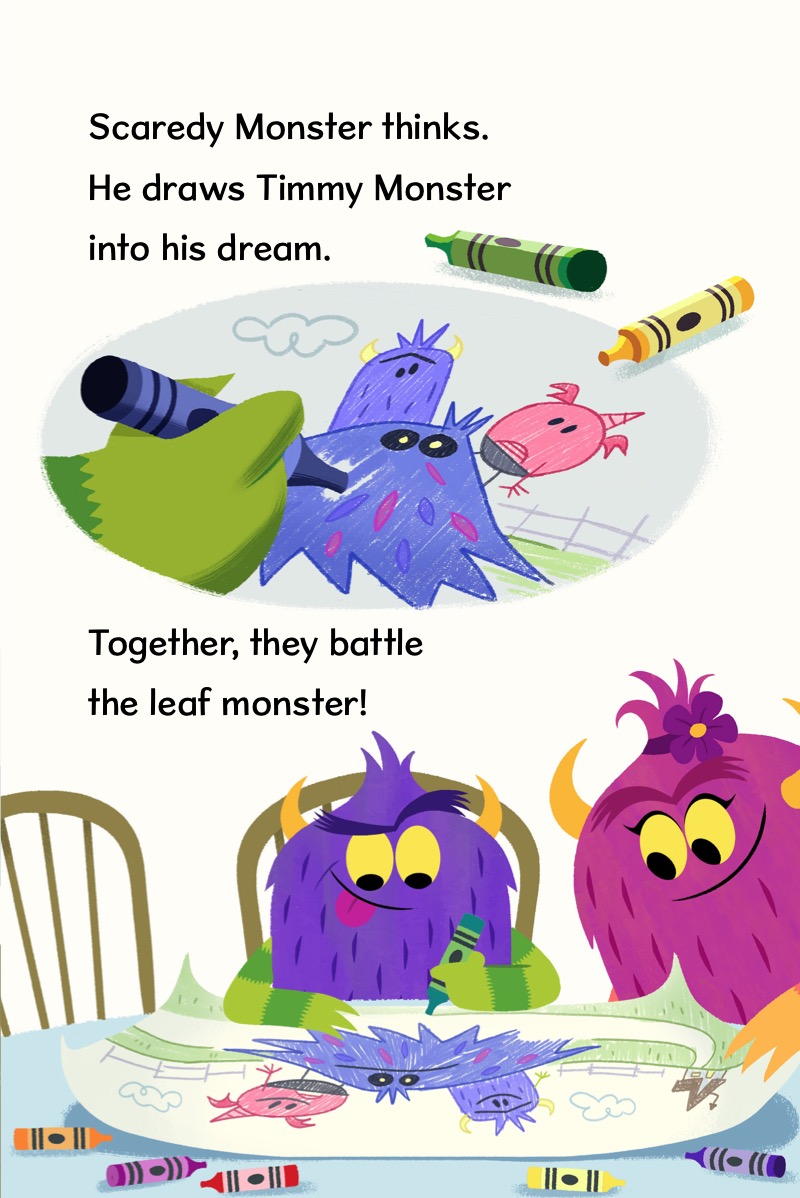 Scaredy Monster thinks.
He draws Timmy Monster
into his dream.
Together, they battle
the leaf monster!